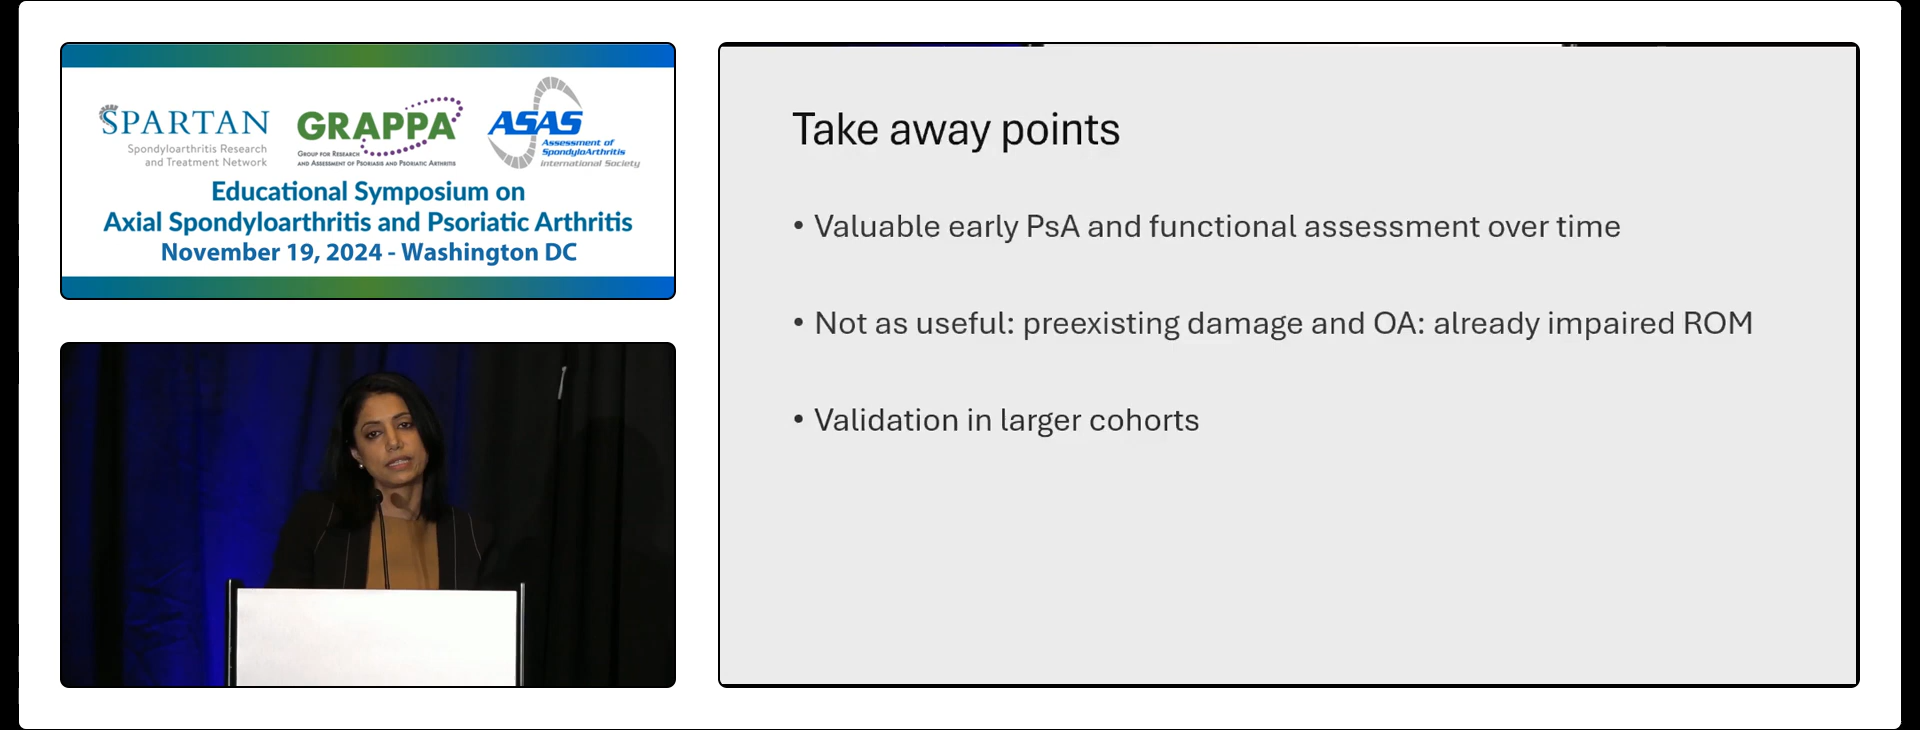 SPARTAN
Spondyloarthritis Research
and Treatment Network
GRAPPA
GROUP FOR RESEARCH
AND ASSESSMENT OF PSORIASIS AND PSORIATIC ARTHRITIS
ASAS
Assessment of
SpondyloArthritis
International Society
Educational Symposium on
Axial Spondyloarthritis and Psoriatic Arthritis
November 19, 2024 - Washington DC
Take away points
• Valuable early PsA and functional assessment over time
• Not as useful: preexisting damage and OA: already impaired ROM
• Validation in larger cohorts